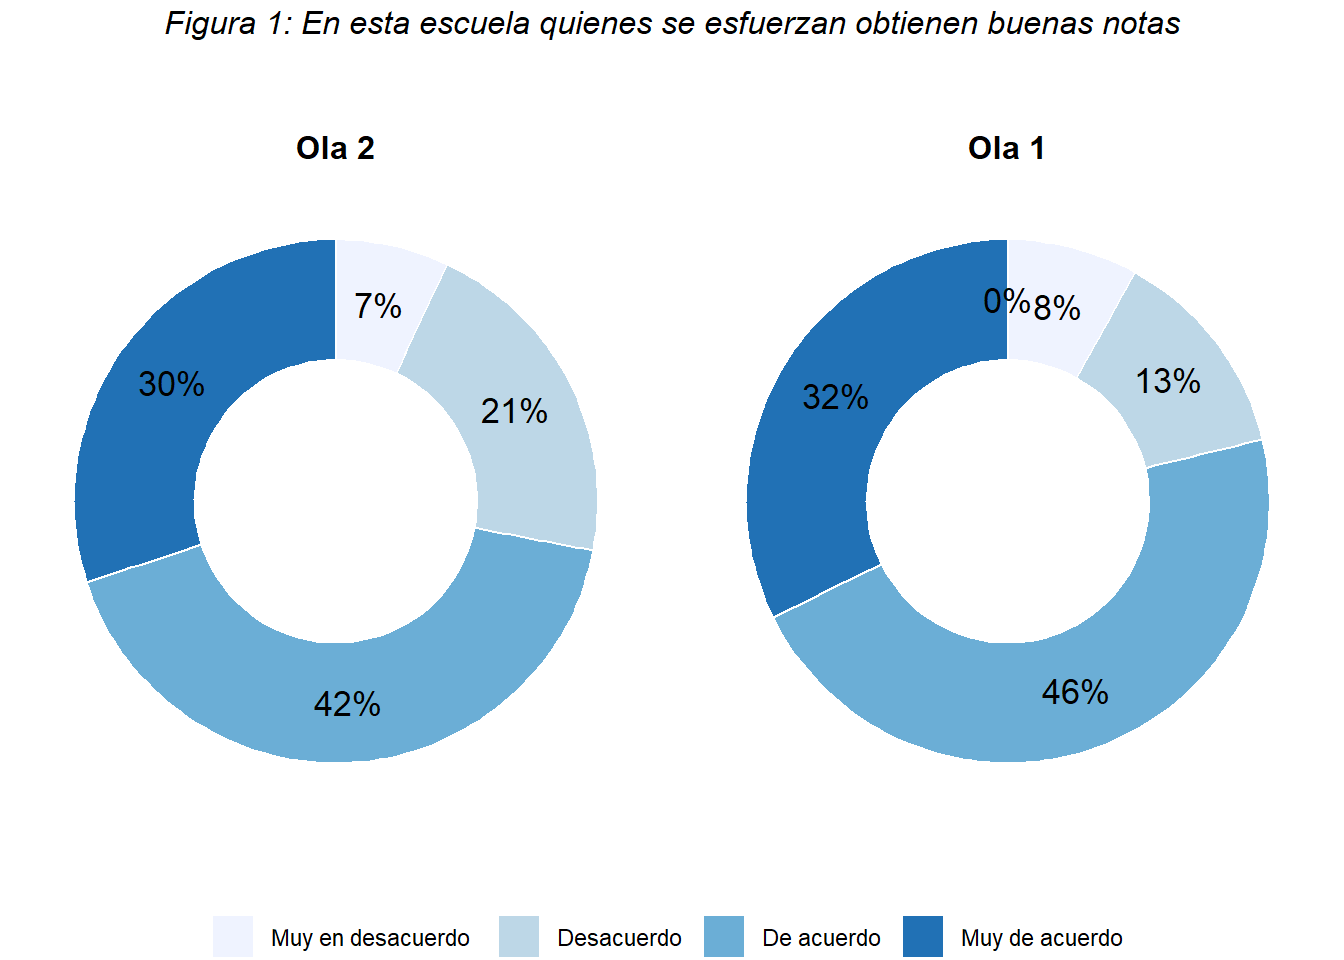 Figura 1: En esta escuela quienes se esfuerzan obtienen buenas notas
Ola 2
Ola 1
7%
21%
42%
30%
0%
8%
13%
46%
32%
Muy en desacuerdo
Desacuerdo
De acuerdo
Muy de acuerdo